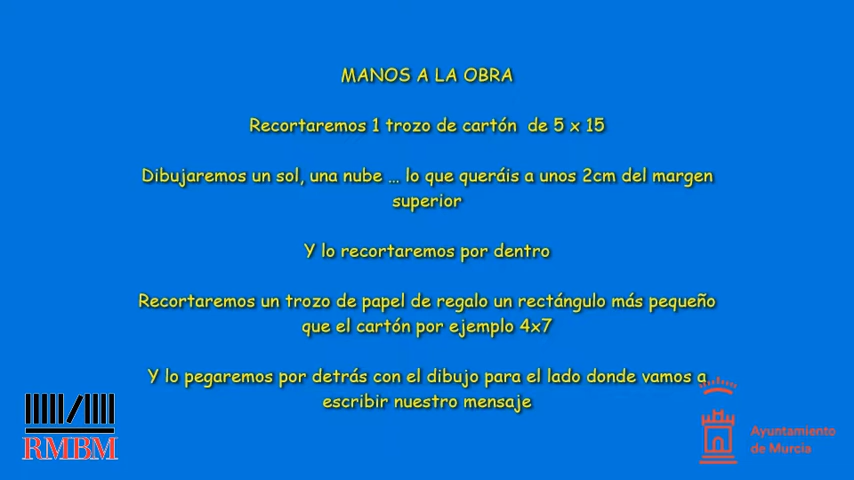 MANOS A LA OBRA
Recortaremos 1 trozo de cartón de 5 x 15
Dibujaremos un sol, una nube ... lo que queráis a unos 2cm del margen
superior
Y lo recortaremos por dentro
Recortaremos un trozo de papel de regalo un rectángulo más pequeño
que el cartón por ejemplo 4x7
Y lo pegaremos por detrás con el dibujo para el lado donde vamos a
escribir nuestro mensaje
RMBM
Ayuntamiento
de Murcia